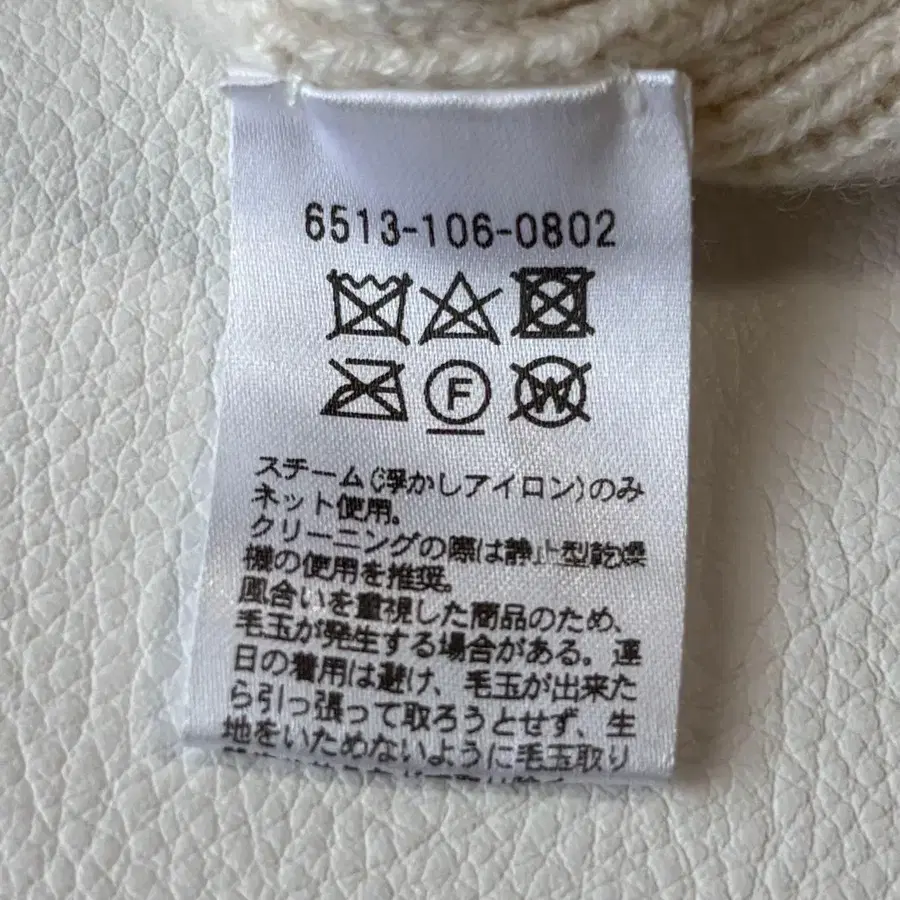 6513-106-0802
F
W
スチーム(浮かしアイロン)のみ
ネット使用。
クリーニングの際は静止型乾燥
機の使用を推奨。
風合いを重視した商品のため、
毛玉が発生する場合がある。連
日の着用は避け、毛玉が出来た
ら引っ張って取ろうとせず、生
地をいためないように毛玉取り